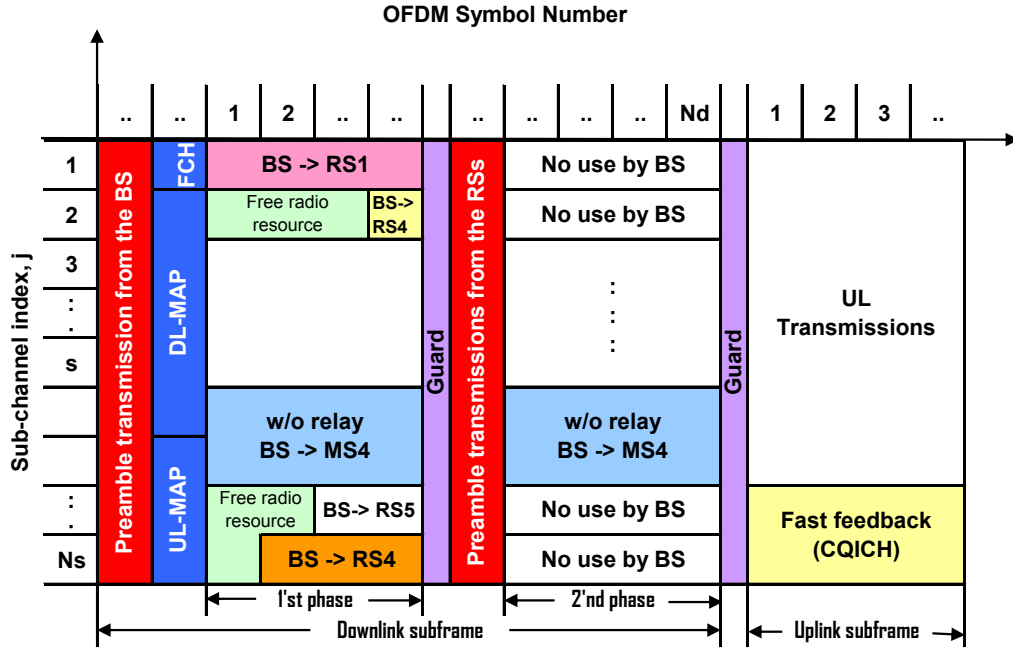 OFDM Symbol Number
.. .. 1 2 .. .. .. .. .. .. Nd 1 2 3 ..
Sub-channel index, j
1
2
3
:
:
s
:
Ns
Preamble transmission from the BS
FCH
DL-MAP
UL-MAP
BS -> RS1
Free radio
resource
BS->
RS4
w/o relay
BS -> MS4
Free radio
resource
BS-> RS5
BS -> RS4
Guard
Preamble transmissions from the RSs
No use by BS
No use by BS
:
:
w/o relay
BS -> MS4
No use by BS
No use by BS
Guard
UL
Transmissions
Fast feedback
(CQICH)
1'st phase
2'nd phase
Downlink subframe
Uplink subframe